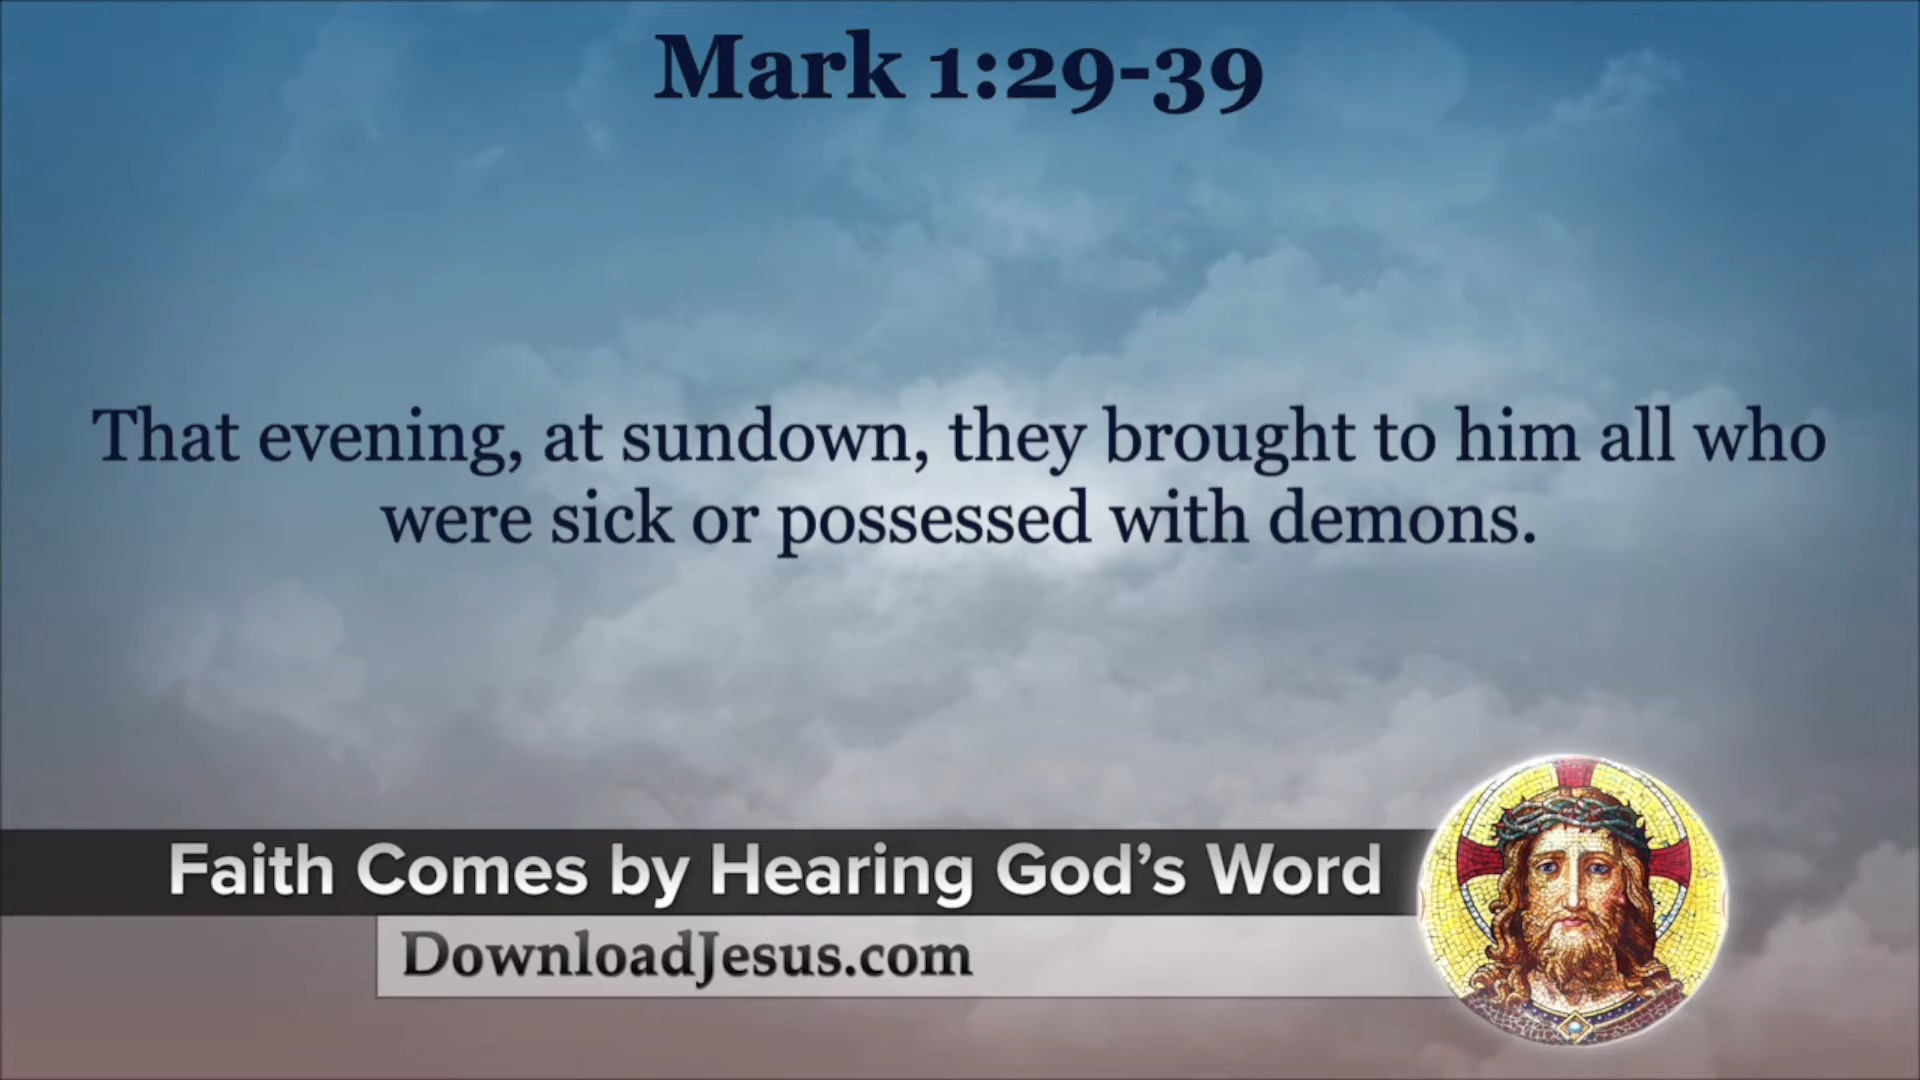 Mark 1:29-39
That evening, at sundown, they brought to him all who
were sick or possessed with demons.
Faith Comes by Hearing God’s Word
DownloadJesus.com